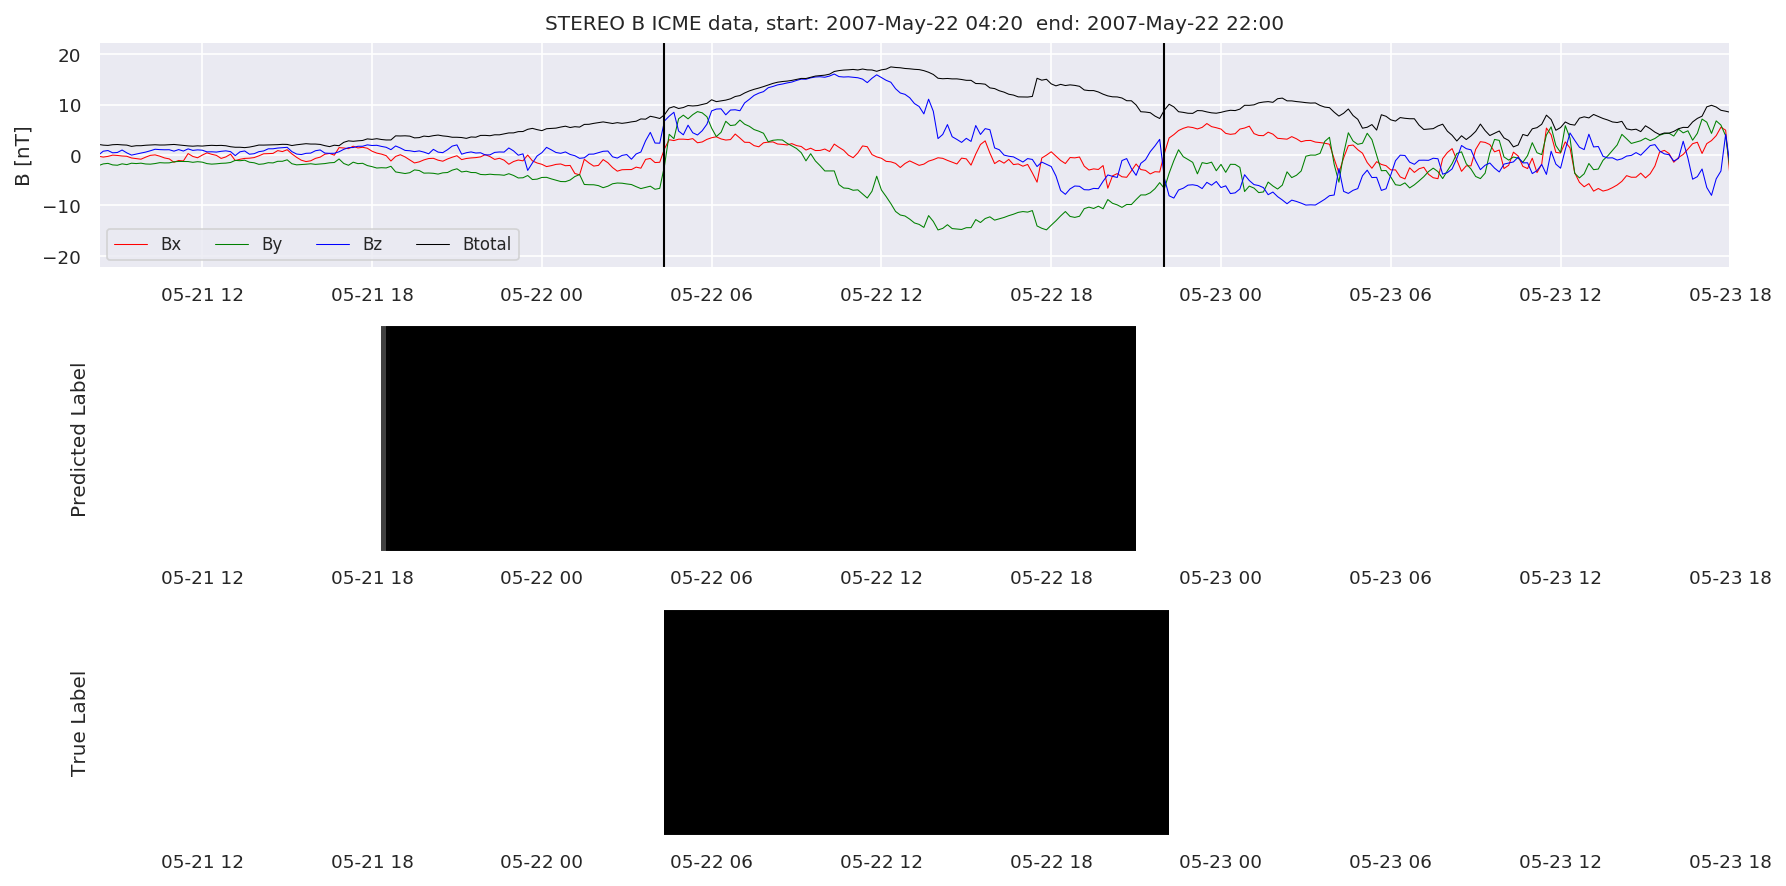 STEREO B ICME data, start: 2007-May-22 04:20  end: 2007-May-22 22:00
B [nT]
20
10
0
−10
−20
Bx By Bz Btotal
05-21 12 05-21 18 05-22 00 05-22 06 05-22 12 05-22 18 05-23 00 05-23 06 05-23 12 05-23 18
Predicted Label
05-21 12 05-21 18 05-22 00 05-22 06 05-22 12 05-22 18 05-23 00 05-23 06 05-23 12 05-23 18
True Label
05-21 12 05-21 18 05-22 00 05-22 06 05-22 12 05-22 18 05-23 00 05-23 06 05-23 12 05-23 18